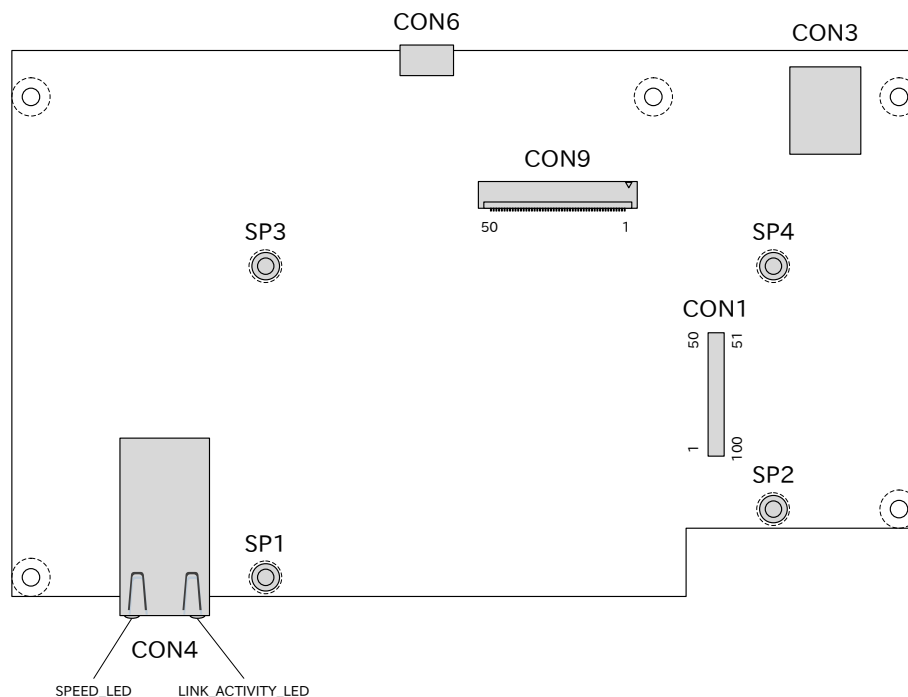 CON6
CON3
CON9
50 1
SP3
SP4
CON1
50 51
1 100
SP2
SP1
CON4
SPEED_LED LINK_ACTIVITY_LED